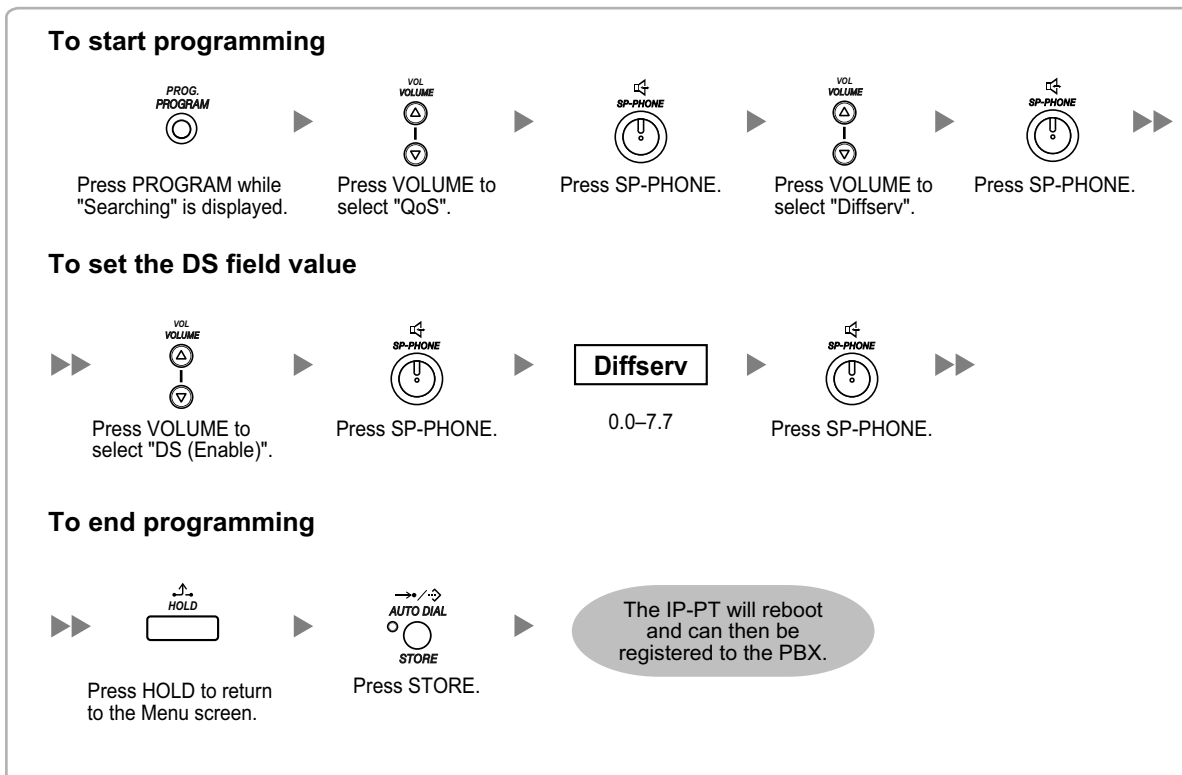 To start programming
PROG.
PROGRAM
Press PROGRAM while
"Searching" is displayed.
VOL
VOLUME
Press VOLUME to
select "QoS".
SP-PHONE
Press SP-PHONE.
VOL
VOLUME
Press VOLUME to
select "Diffserv".
SP-PHONE
Press SP-PHONE.
To set the DS field value
VOL
VOLUME
Press VOLUME to
select "DS (Enable)".
SP-PHONE
Press SP-PHONE.
Diffserv
0.0–7.7
SP-PHONE
Press SP-PHONE.
To end programming
HOLD
Press HOLD to return
to the Menu screen.
AUTO DIAL
STORE
Press STORE.
The IP-PT will reboot
and can then be
registered to the PBX.